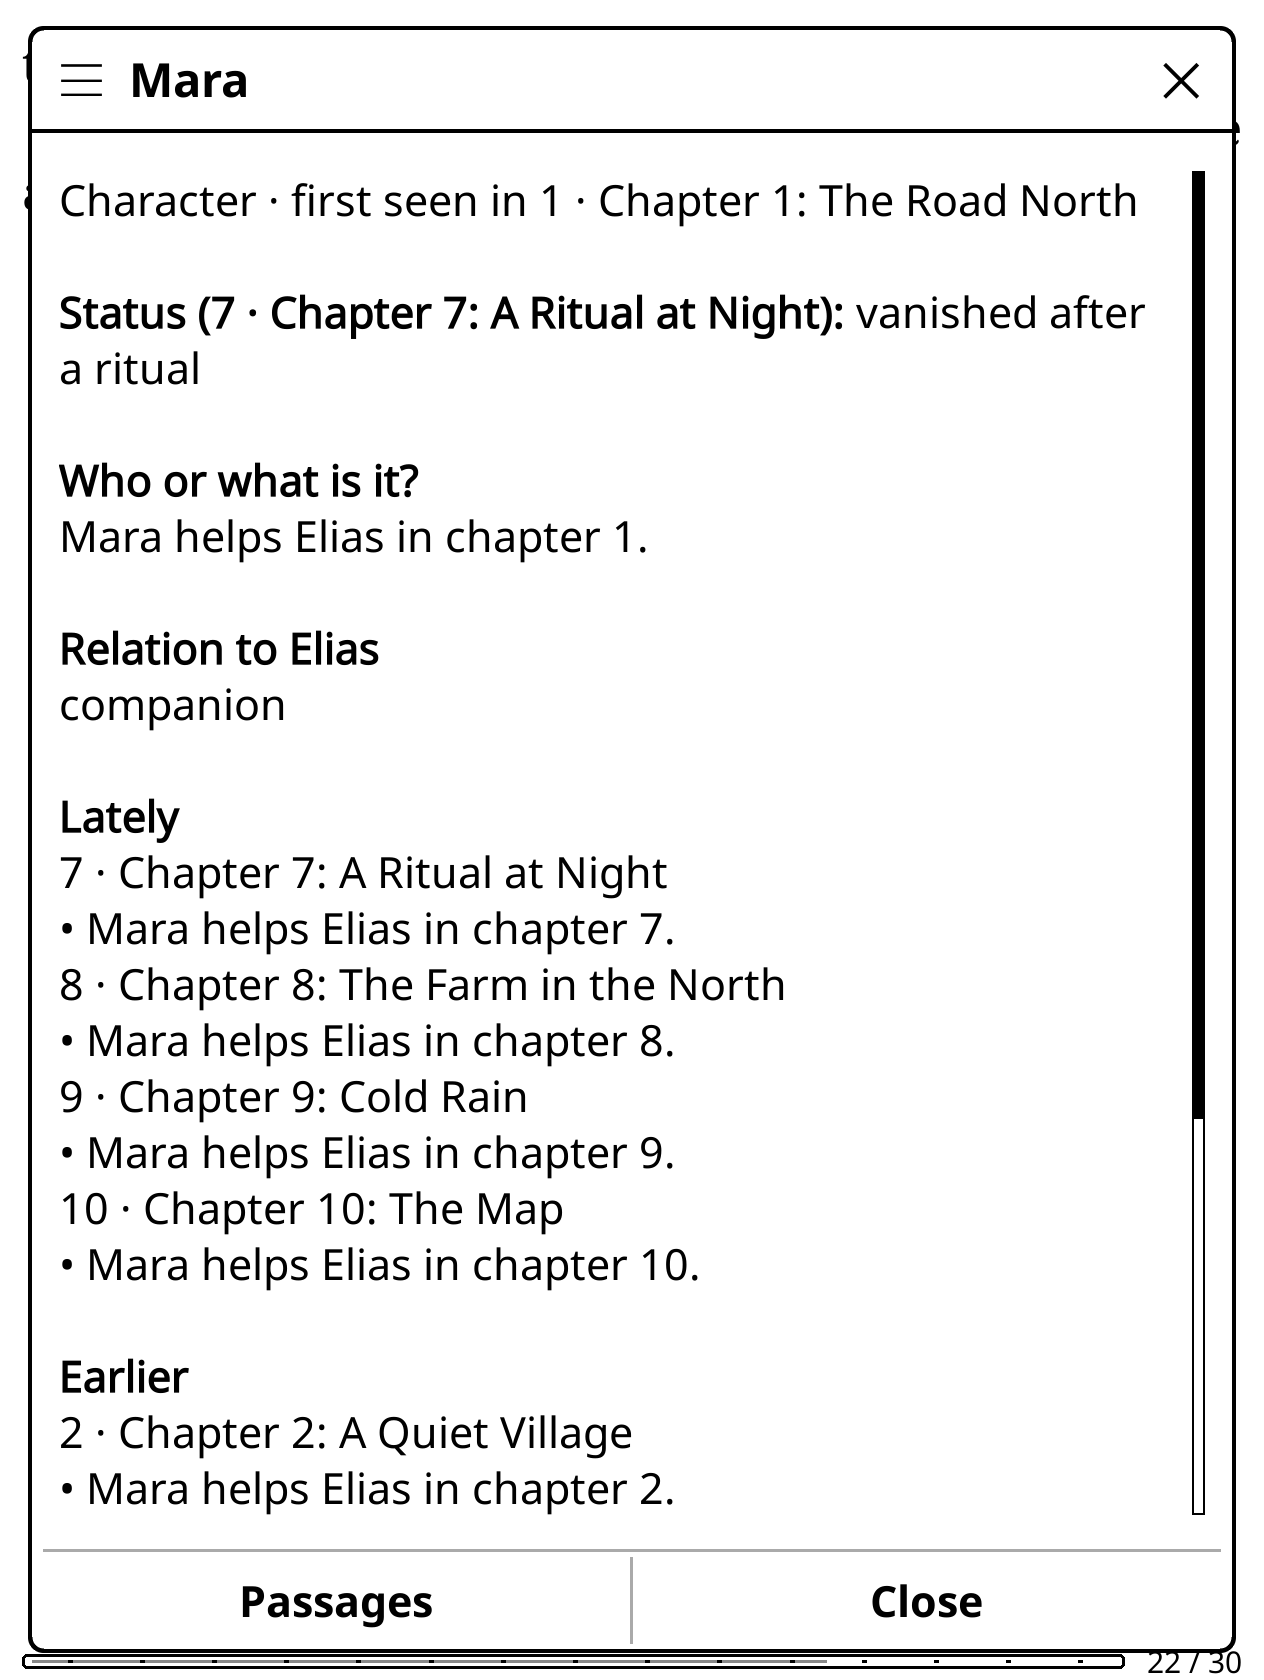 Mara
Character · first seen in 1 · Chapter 1: The Road North
Status (7 · Chapter 7: A Ritual at Night): vanished after
a ritual
Who or what is it?
Mara helps Elias in chapter 1.
Relation to Elias
companion
Lately
7 · Chapter 7: A Ritual at Night
• Mara helps Elias in chapter 7.
8 · Chapter 8: The Farm in the North
• Mara helps Elias in chapter 8.
9 · Chapter 9: Cold Rain
• Mara helps Elias in chapter 9.
10 · Chapter 10: The Map
• Mara helps Elias in chapter 10.
Earlier
2 · Chapter 2: A Quiet Village
• Mara helps Elias in chapter 2.
Passages
Close
22 / 30